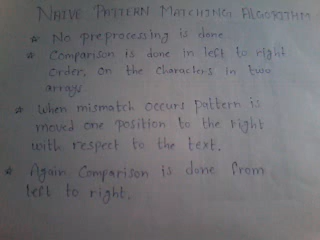 NAIVE PATTERN MATCHING ALGORITHM
* No preprocessing is done.
* Comparison is done in left to right
order, on the characters in two
arrays
* When mismatch occurs pattern is
moved one position to the right
with respect to the text.
* Again Comparison is done from
left to right.